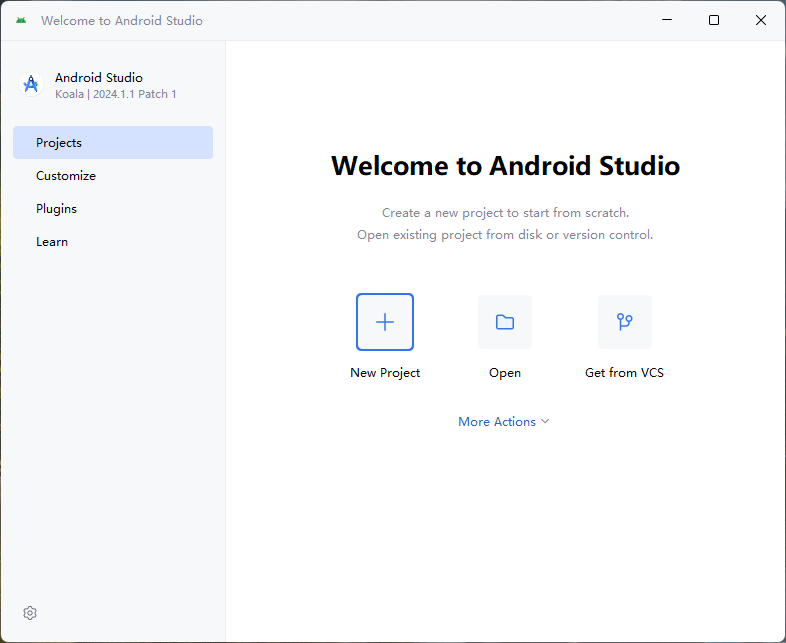 Welcome to Android Studio
Android Studio
Koala | 2024.1.1 Patch 1
Projects
Customize
Plugins
Learn
Welcome to Android Studio
Create a new project to start from scratch.
Open existing project from disk or version control.
New Project
Open
Get from VCS
More Actions